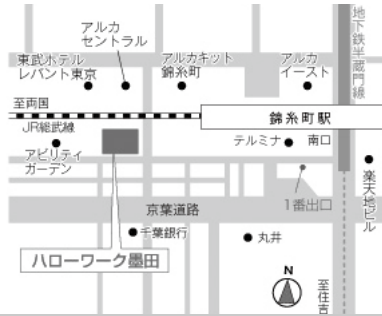 アルカ
セントラル
東武ホテル
レバント東京
アルカキット
錦糸町
アルカ
イースト
地下鉄半蔵門線
至両国
JR総武線
錦糸町駅
テルミナ
南口
アビリティ
ガーデン
楽天地ビル
1番出口
京葉道路
千葉銀行
丸井
ハローワーク墨田
N
至住吉